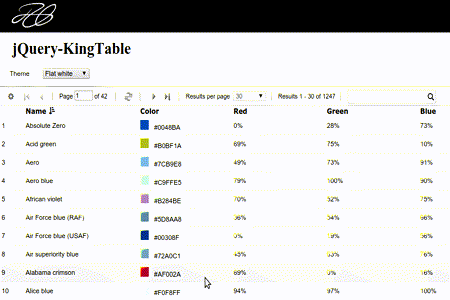 jQuery-KingTable
Theme Flat white
Page 1 of 42 Results per page 30 Results 1 - 30 of 1247
Name Color Red Green Blue
1 Absolute Zero #0048BA 0% 28% 73%
2 Acid green #B0BF1A 69% 75% 10%
3 Aero #7CB9E8 49% 73% 91%
4 Aero blue #C9FFE5 79% 100% 90%
5 African violet #B284BE 70% 52% 75%
6 Air Force blue (RAF) #5D8AA8 36% 54% 66%
7 Air Force blue (USAF) #00308F 0% 19% 56%
8 Air superiority blue #72A0C1 45% 63% 76%
9 Alabama crimson #AF002A 69% 0% 16%
10 Alice blue #F0F8FF 94% 97% 100%